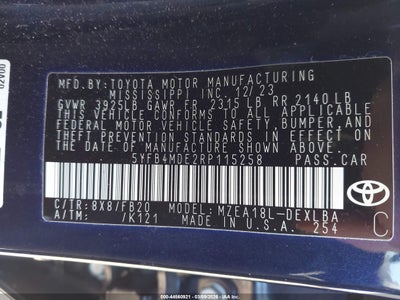 MFD.BY:TOYOTA MOTOR MANUFACTURING
MISSISSIPPI INC. 12/23
GVWR 3925LB GAWR FR.2315 LB RR.2140LB
THIS VEHICLE CONFORMS TO ALL APPLICABLE
FEDERAL MOTOR VEHICLE SAFETY, BUMPER,AND
THEFT PREVENTION STANDARDS IN EFFECT ON
THE DATE OF MANUFACTURE SHOWN ABOVE.
5YFB4MDE2RP115258 PASS.CAR
C/TR: 8X8/FB20 MODEL: MZEA18L-DEXLBA
A/TM: /K121 MADE IN U.S.A. 254
TOYOTA
C